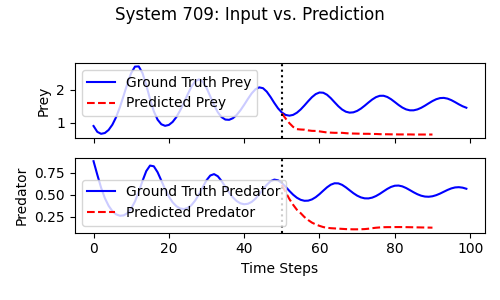 System 709: Input vs. Prediction
Prey
2
1
Ground Truth Prey
Predicted Prey
Predator
0.75
0.50
0.25
Ground Truth Predator
Predicted Predator
0
20
40
60
80
100
Time Steps